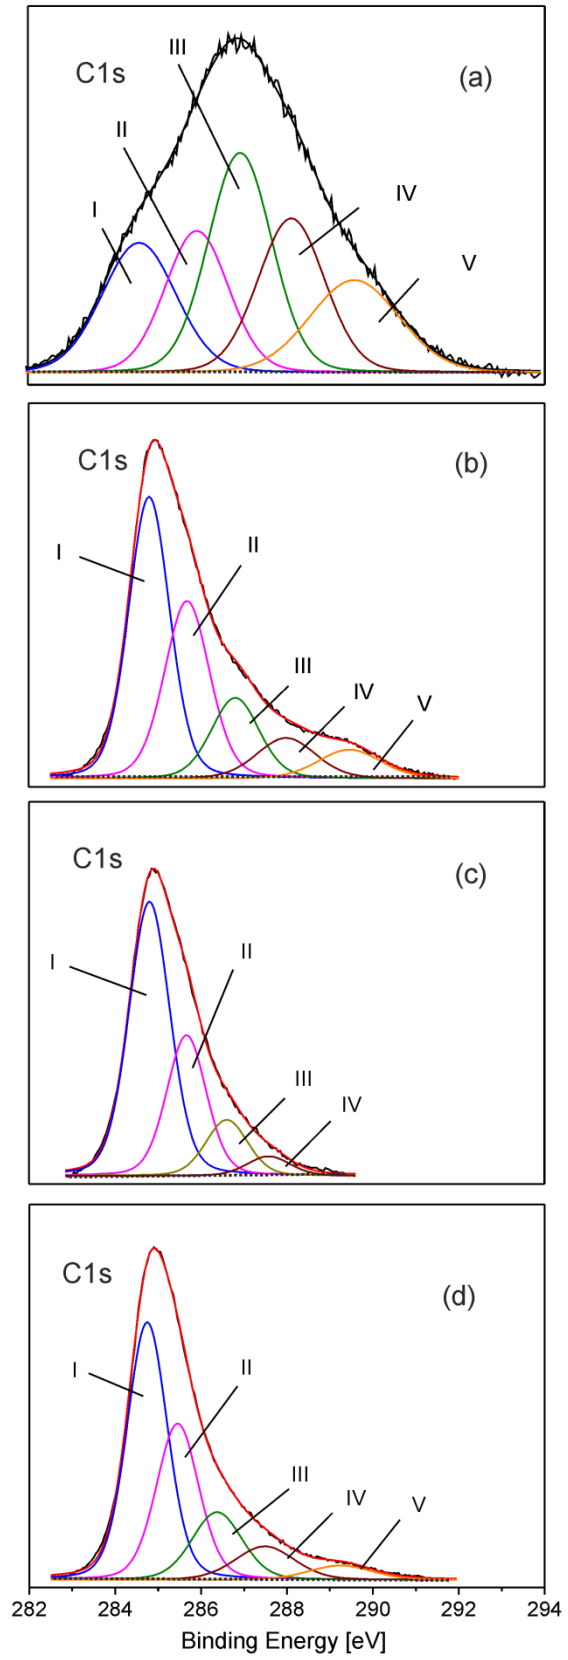 III
C1s
(a)
II
I
IV
V
C1s
(b)
I
II
III
IV
V
C1s
(c)
I
II
III
IV
C1s
(d)
I
II
III
IV
V
282 284 286 288 290 292 294
Binding Energy [eV]